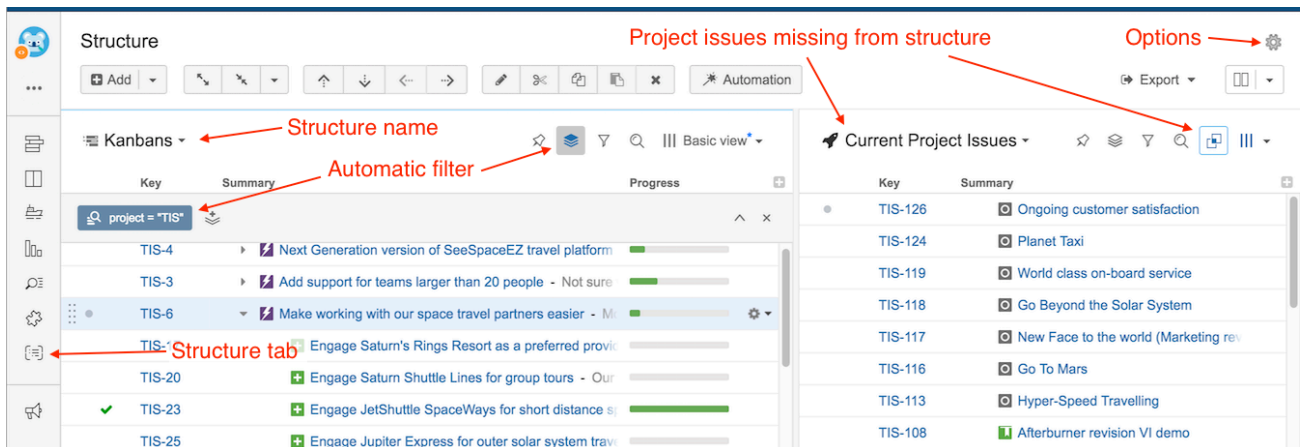 Structure
Project issues missing from structure
Options
Add
Automation
Export
Kanbans
Structure name
Basic view
Current Project Issues
Automatic filter
Key Summary Progress
Key Summary
project = "TIS"
TIS-4 Next Generation version of SeeSpaceEZ travel platform
TIS-3 Add support for teams larger than 20 people - Not sure
TIS-6 Make working with our space travel partners easier -
Structure tab
Engage Saturn's Rings Resort as a preferred
TIS-20 Engage Saturn Shuttle Lines for group tours - Our
TIS-23 Engage JetShuttle SpaceWays for short distance
TIS-25 Engage Jupiter Express for outer solar system
TIS-126 Ongoing customer satisfaction
TIS-124 Planet Taxi
TIS-119 World class on-board service
TIS-118 Go Beyond the Solar System
TIS-117 New Face to the world (Marketing
TIS-116 Go To Mars
TIS-113 Hyper-Speed Travelling
TIS-108 Afterburner revision VI demo